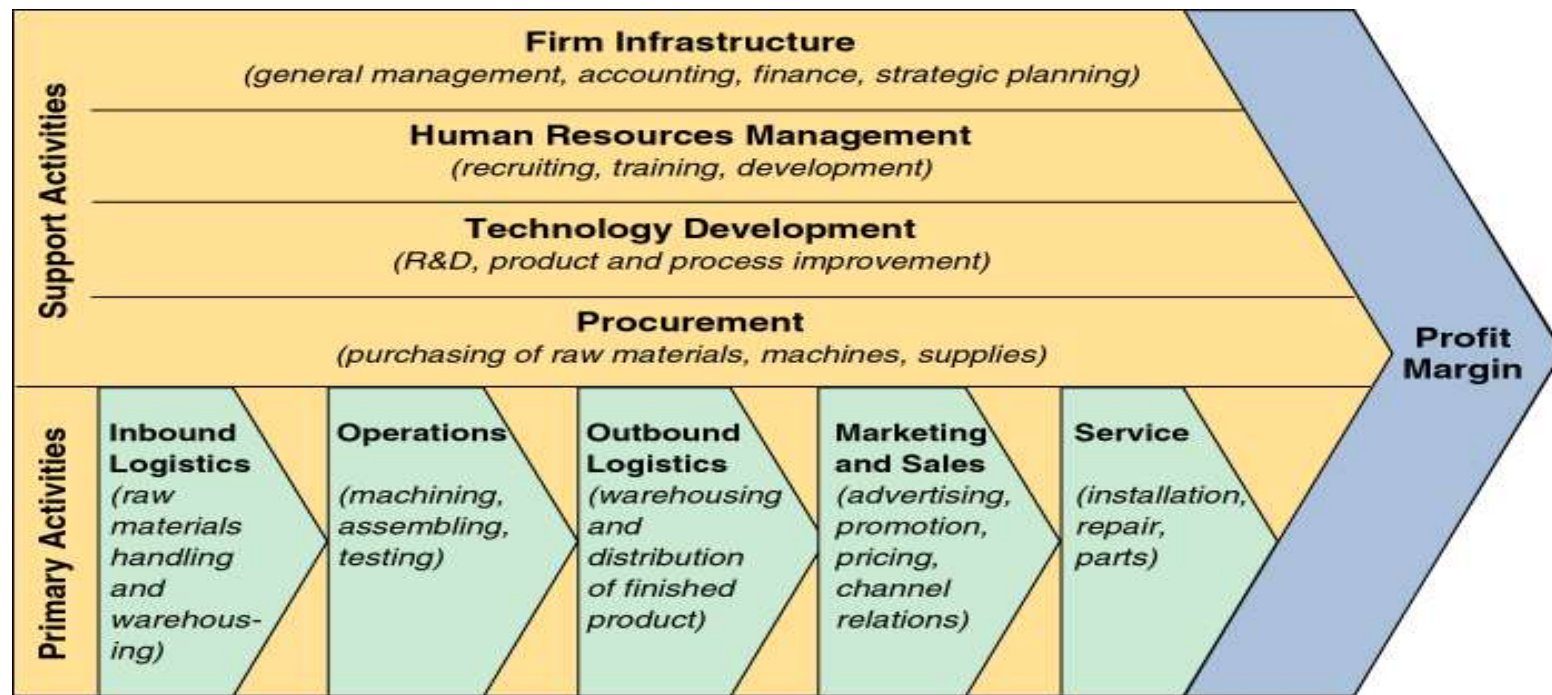 Support Activities
Firm Infrastructure
(general management, accounting, finance, strategic planning)
Human Resources Management
(recruiting, training, development)
Technology Development
(R&D, product and process improvement)
Procurement
(purchasing of raw materials, machines, supplies)
Profit
Margin
Primary Activities
Inbound
Logistics
(raw
materials
handling
and
warehous-
ing)
Operations
(machining,
assembling,
testing)
Outbound
Logistics
(warehousing
and
distribution
of finished
product)
Marketing
and Sales
(advertising,
promotion,
pricing,
channel
relations)
Service
(installation,
repair,
parts)